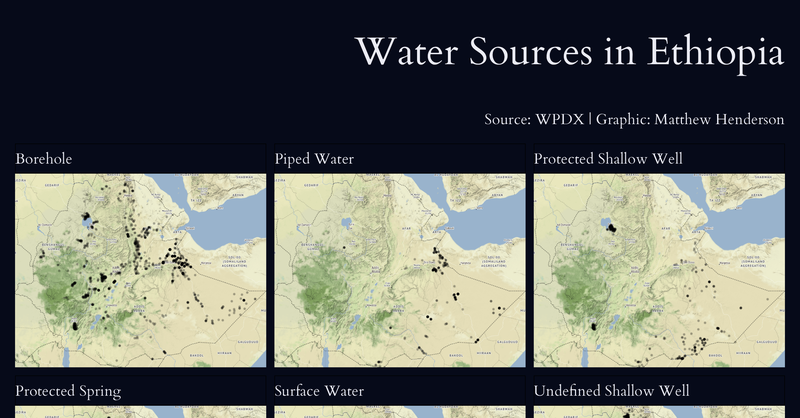 Water Sources in Ethiopia
Source: WPDX | Graphic: Matthew Henderson
Borehole
Piped Water
Protected Shallow Well
Protected Spring
Surface Water
Undefined Shallow Well